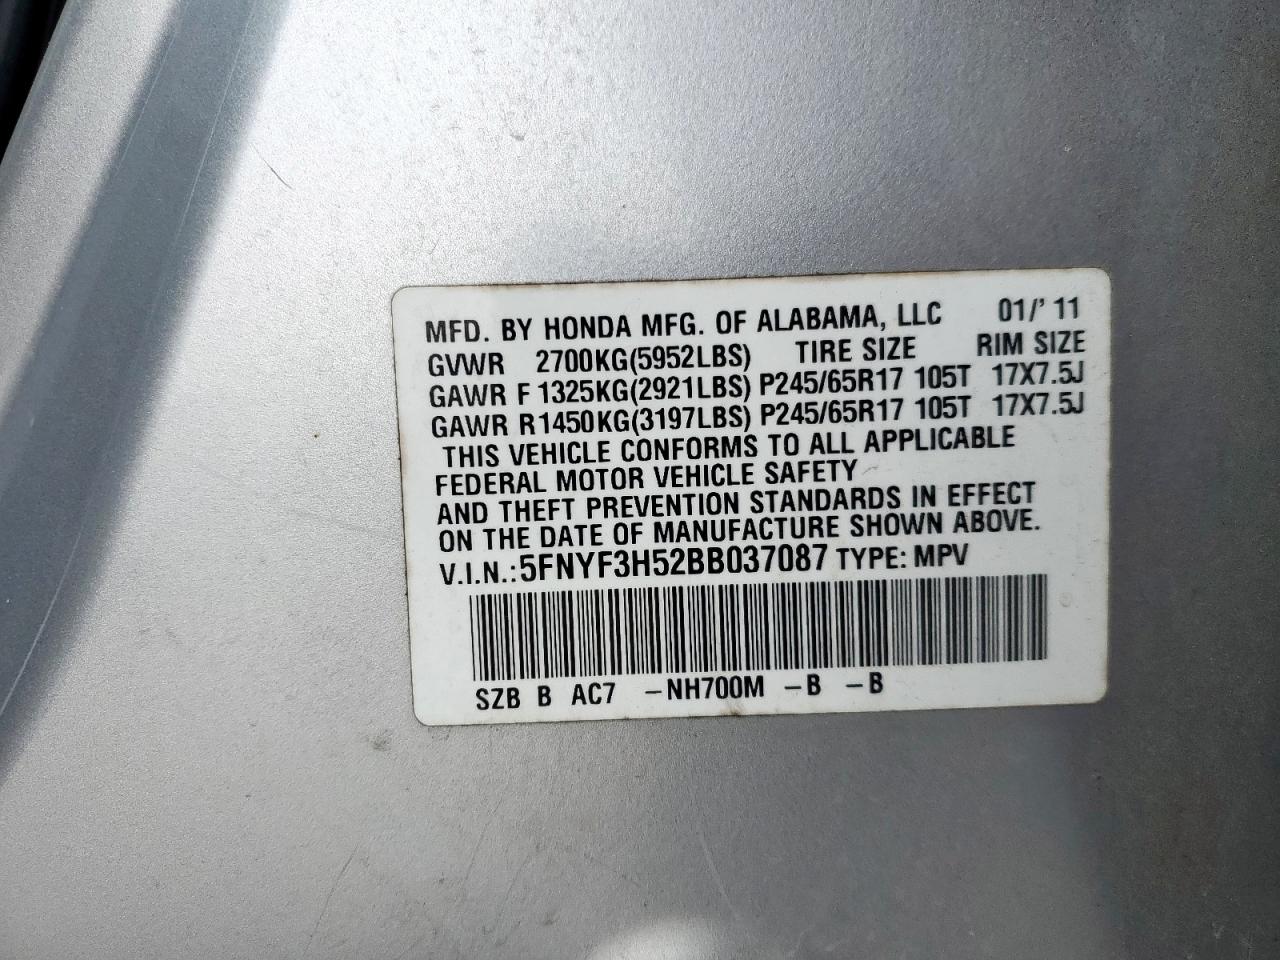 MFD. BY HONDA MFG. OF ALABAMA, LLC 01/' 11
GVWR 2700KG(5952LBS) TIRE SIZE RIM SIZE
GAWR F 1325KG(2921LBS) P245/65R17 105T 17X7.5J
GAWR R1450KG(3197LBS) P245/65R17 105T 17X7.5J
THIS VEHICLE CONFORMS TO ALL APPLICABLE
FEDERAL MOTOR VEHICLE SAFETY
AND THEFT PREVENTION STANDARDS IN EFFECT
ON THE DATE OF MANUFACTURE SHOWN ABOVE.
V.I.N.:5FNYF3H52BB037087 TYPE: MPV
SZB B AC7 -NH700M -B -B